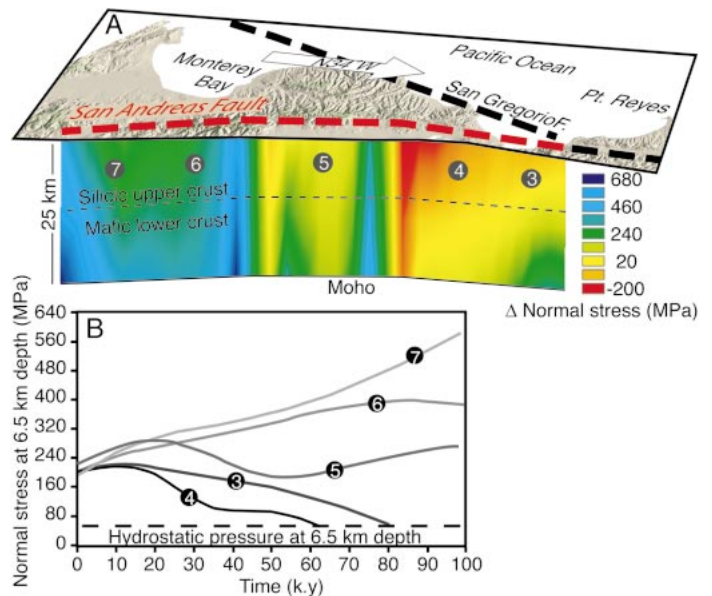 A
Pacific Ocean
Monterey
Bay
N34°W
San Gregorio F.
Pt. Reyes
San Andreas Fault
7
6
5
4
3
Silicic upper crust
Mafic lower crust
25 km
Moho
680
460
240
20
-200
Δ Normal stress (MPa)
B
Normal stress at 6.5 km depth (MPa)
640
560
480
400
320
240
160
80
0
7
6
5
3
4
Hydrostatic pressure at 6.5 km depth
0 10 20 30 40 50 60 70 80 90 100
Time (k.y)